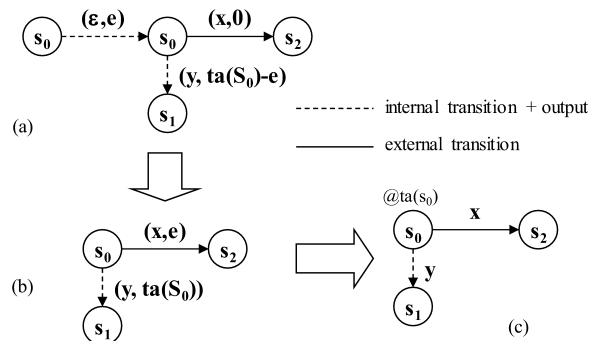 (ε,e)
(x,0)
s₀
s₀
s₂
(y, ta(S₀)-e)
s₁
(a)
internal transition + output
external transition
@ta(s₀)
(x,e)
x
s₀
s₂
s₀
s₂
(b)
(y, ta(S₀))
y
s₁
s₁
(c)